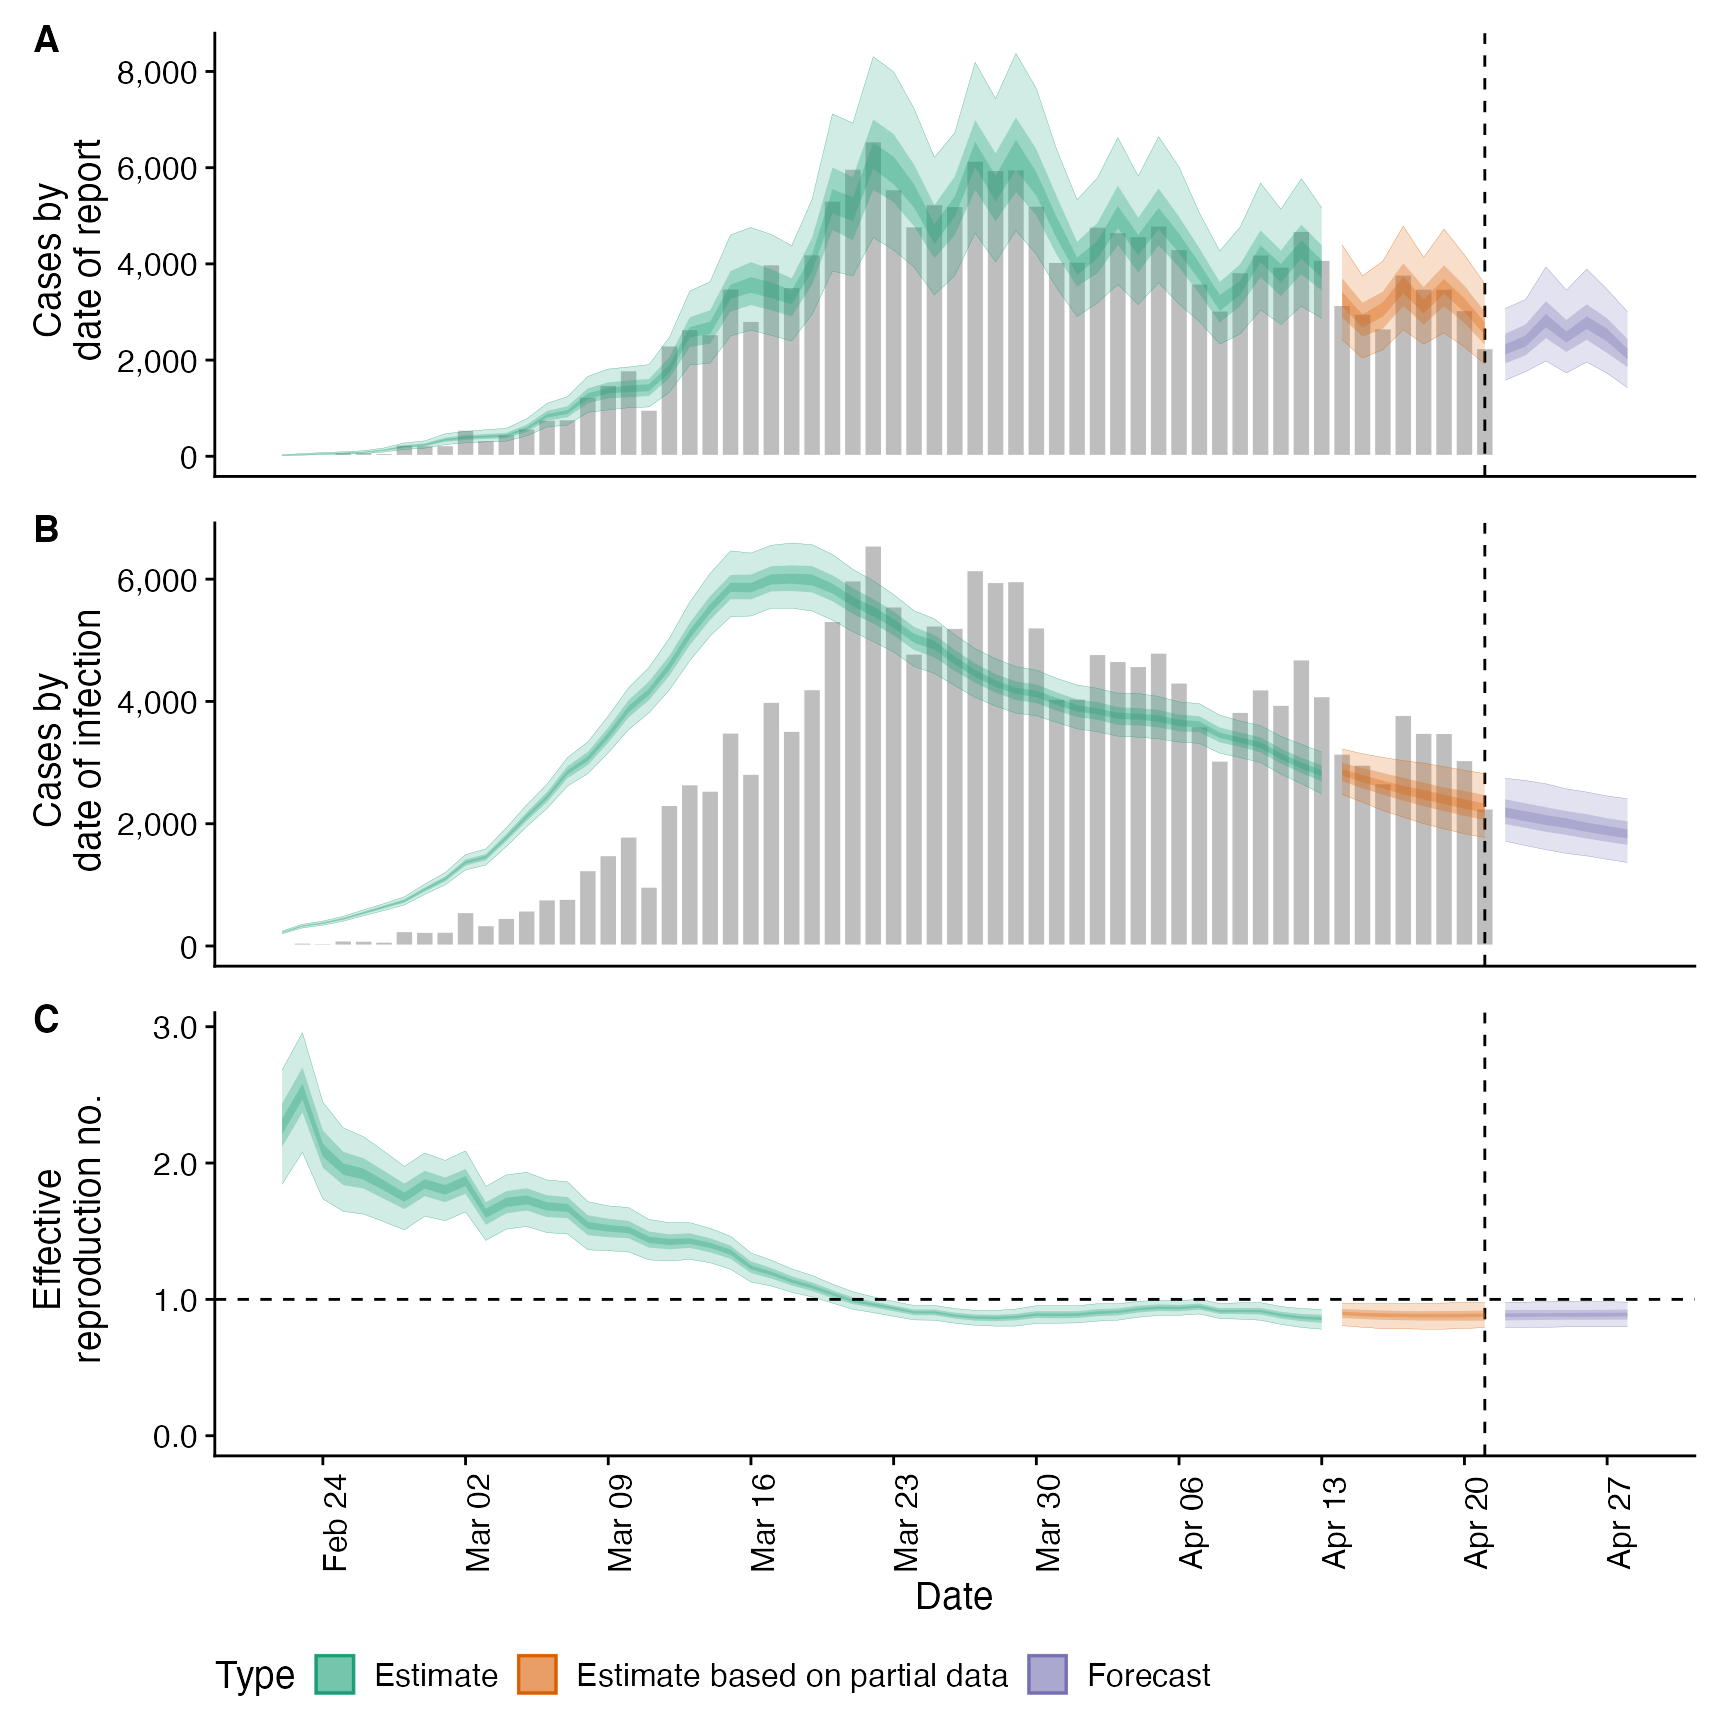 A
Cases by
date of report
8,000
6,000
4,000
2,000
0
B
Cases by
date of infection
6,000
4,000
2,000
0
C
Effective
reproduction no.
3.0
2.0
1.0
0.0
Feb 24
Mar 02
Mar 09
Mar 16
Mar 23
Mar 30
Apr 06
Apr 13
Apr 20
Apr 27
Date
Type Estimate Estimate based on partial data Forecast